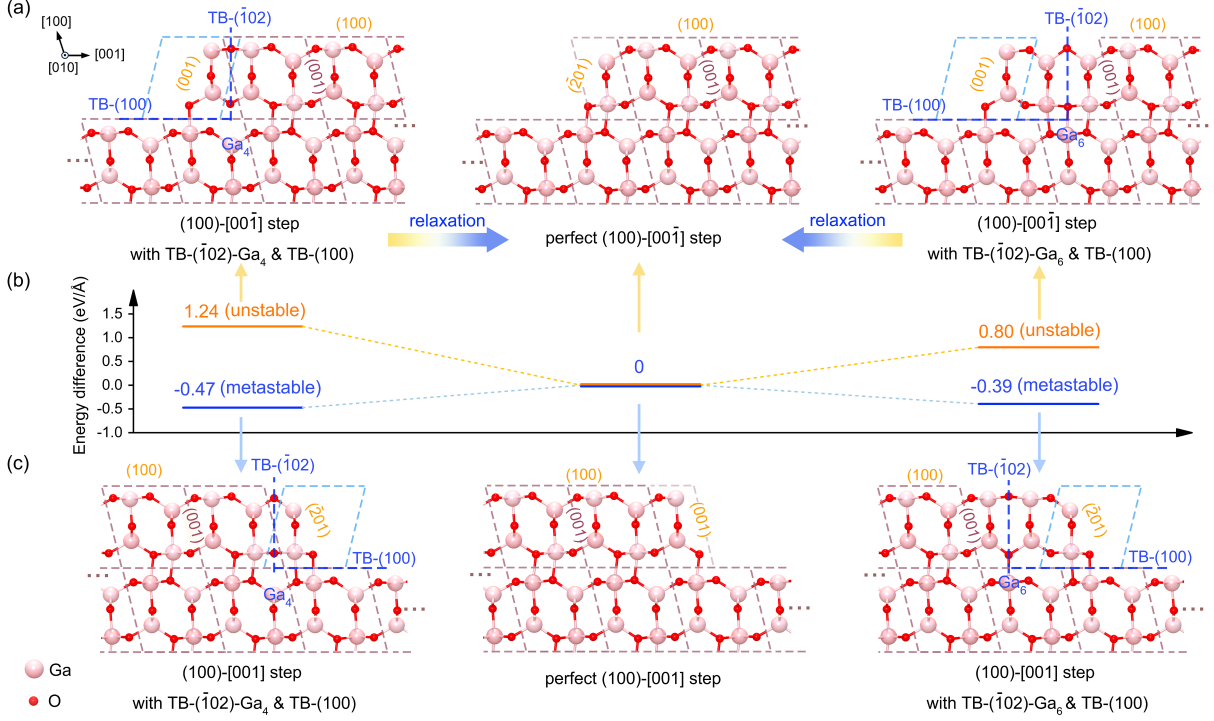 (a)
[100]
[001]
[010]
TB-(1̄02)
(100)
(001)
(001)
TB-(100)
Ga₄
...
...
(100)-[001̄] step
with TB-(1̄02)-Ga₄ & TB-(100)
relaxation
(100)
(2̄01)
(001)
...
...
perfect (100)-[001̄] step
relaxation
TB-(1̄02)
(100)
(001)
(001)
TB-(100)
Ga₆
...
...
(100)-[001̄] step
with TB-(1̄02)-Ga₆ & TB-(100)
(b)
Energy difference (eV/Å)
1.5
1.0
0.5
0.0
-0.5
-1.0
1.24 (unstable)
-0.47 (metastable)
0
0.80 (unstable)
-0.39 (metastable)
(c)
(100)
TB-(1̄02)
(001)
(2̄01)
TB-(100)
Ga₄
...
...
(100)-[001] step
with TB-(1̄02)-Ga₄ & TB-(100)
(100)
(001)
(001)
...
...
perfect (100)-[001] step
(100)
TB-(1̄02)
(001)
(2̄01)
TB-(100)
Ga₆
...
...
(100)-[001] step
with TB-(1̄02)-Ga₆ & TB-(100)
Ga
O